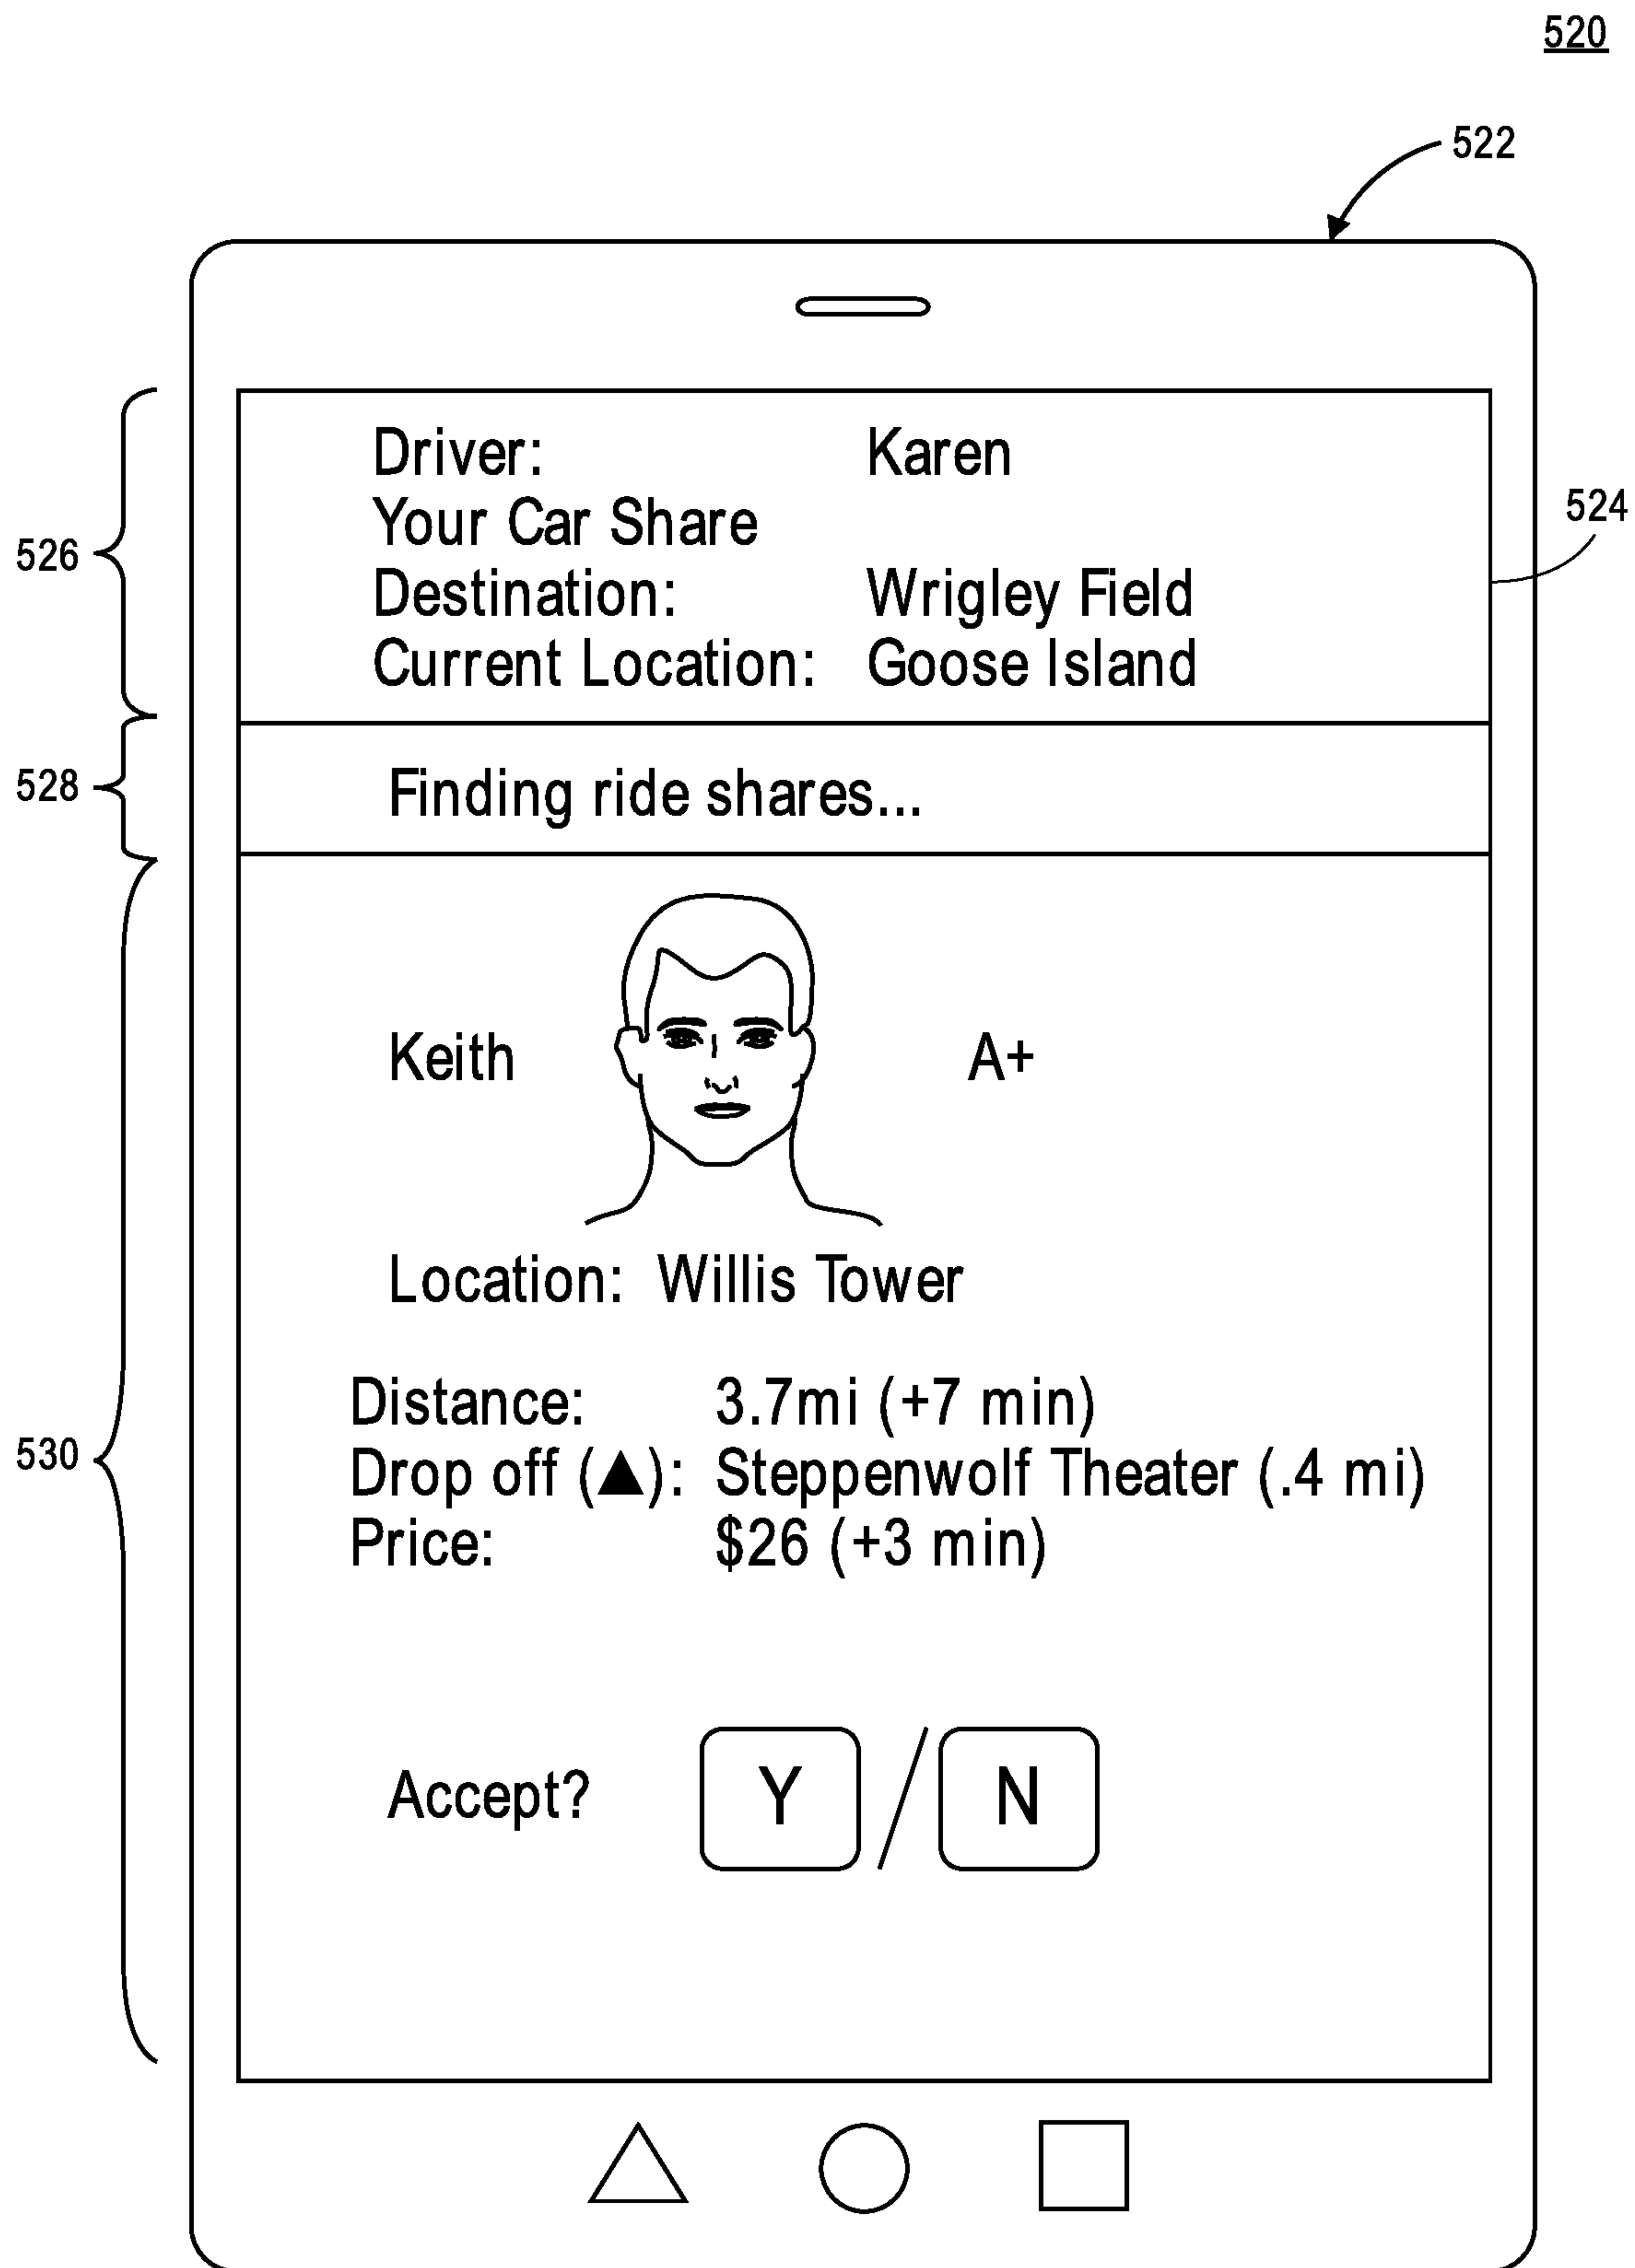 520
522
Driver: Karen
Your Car Share
524
526
Destination: Wrigley Field
Current Location: Goose Island
528
Finding ride shares...
Keith A+
Location: Willis Tower
Distance: 3.7mi (+7 min)
530
Drop off (▲): Steppenwolf Theater (.4 mi)
Price: $26 (+3 min)
Accept? Y / N